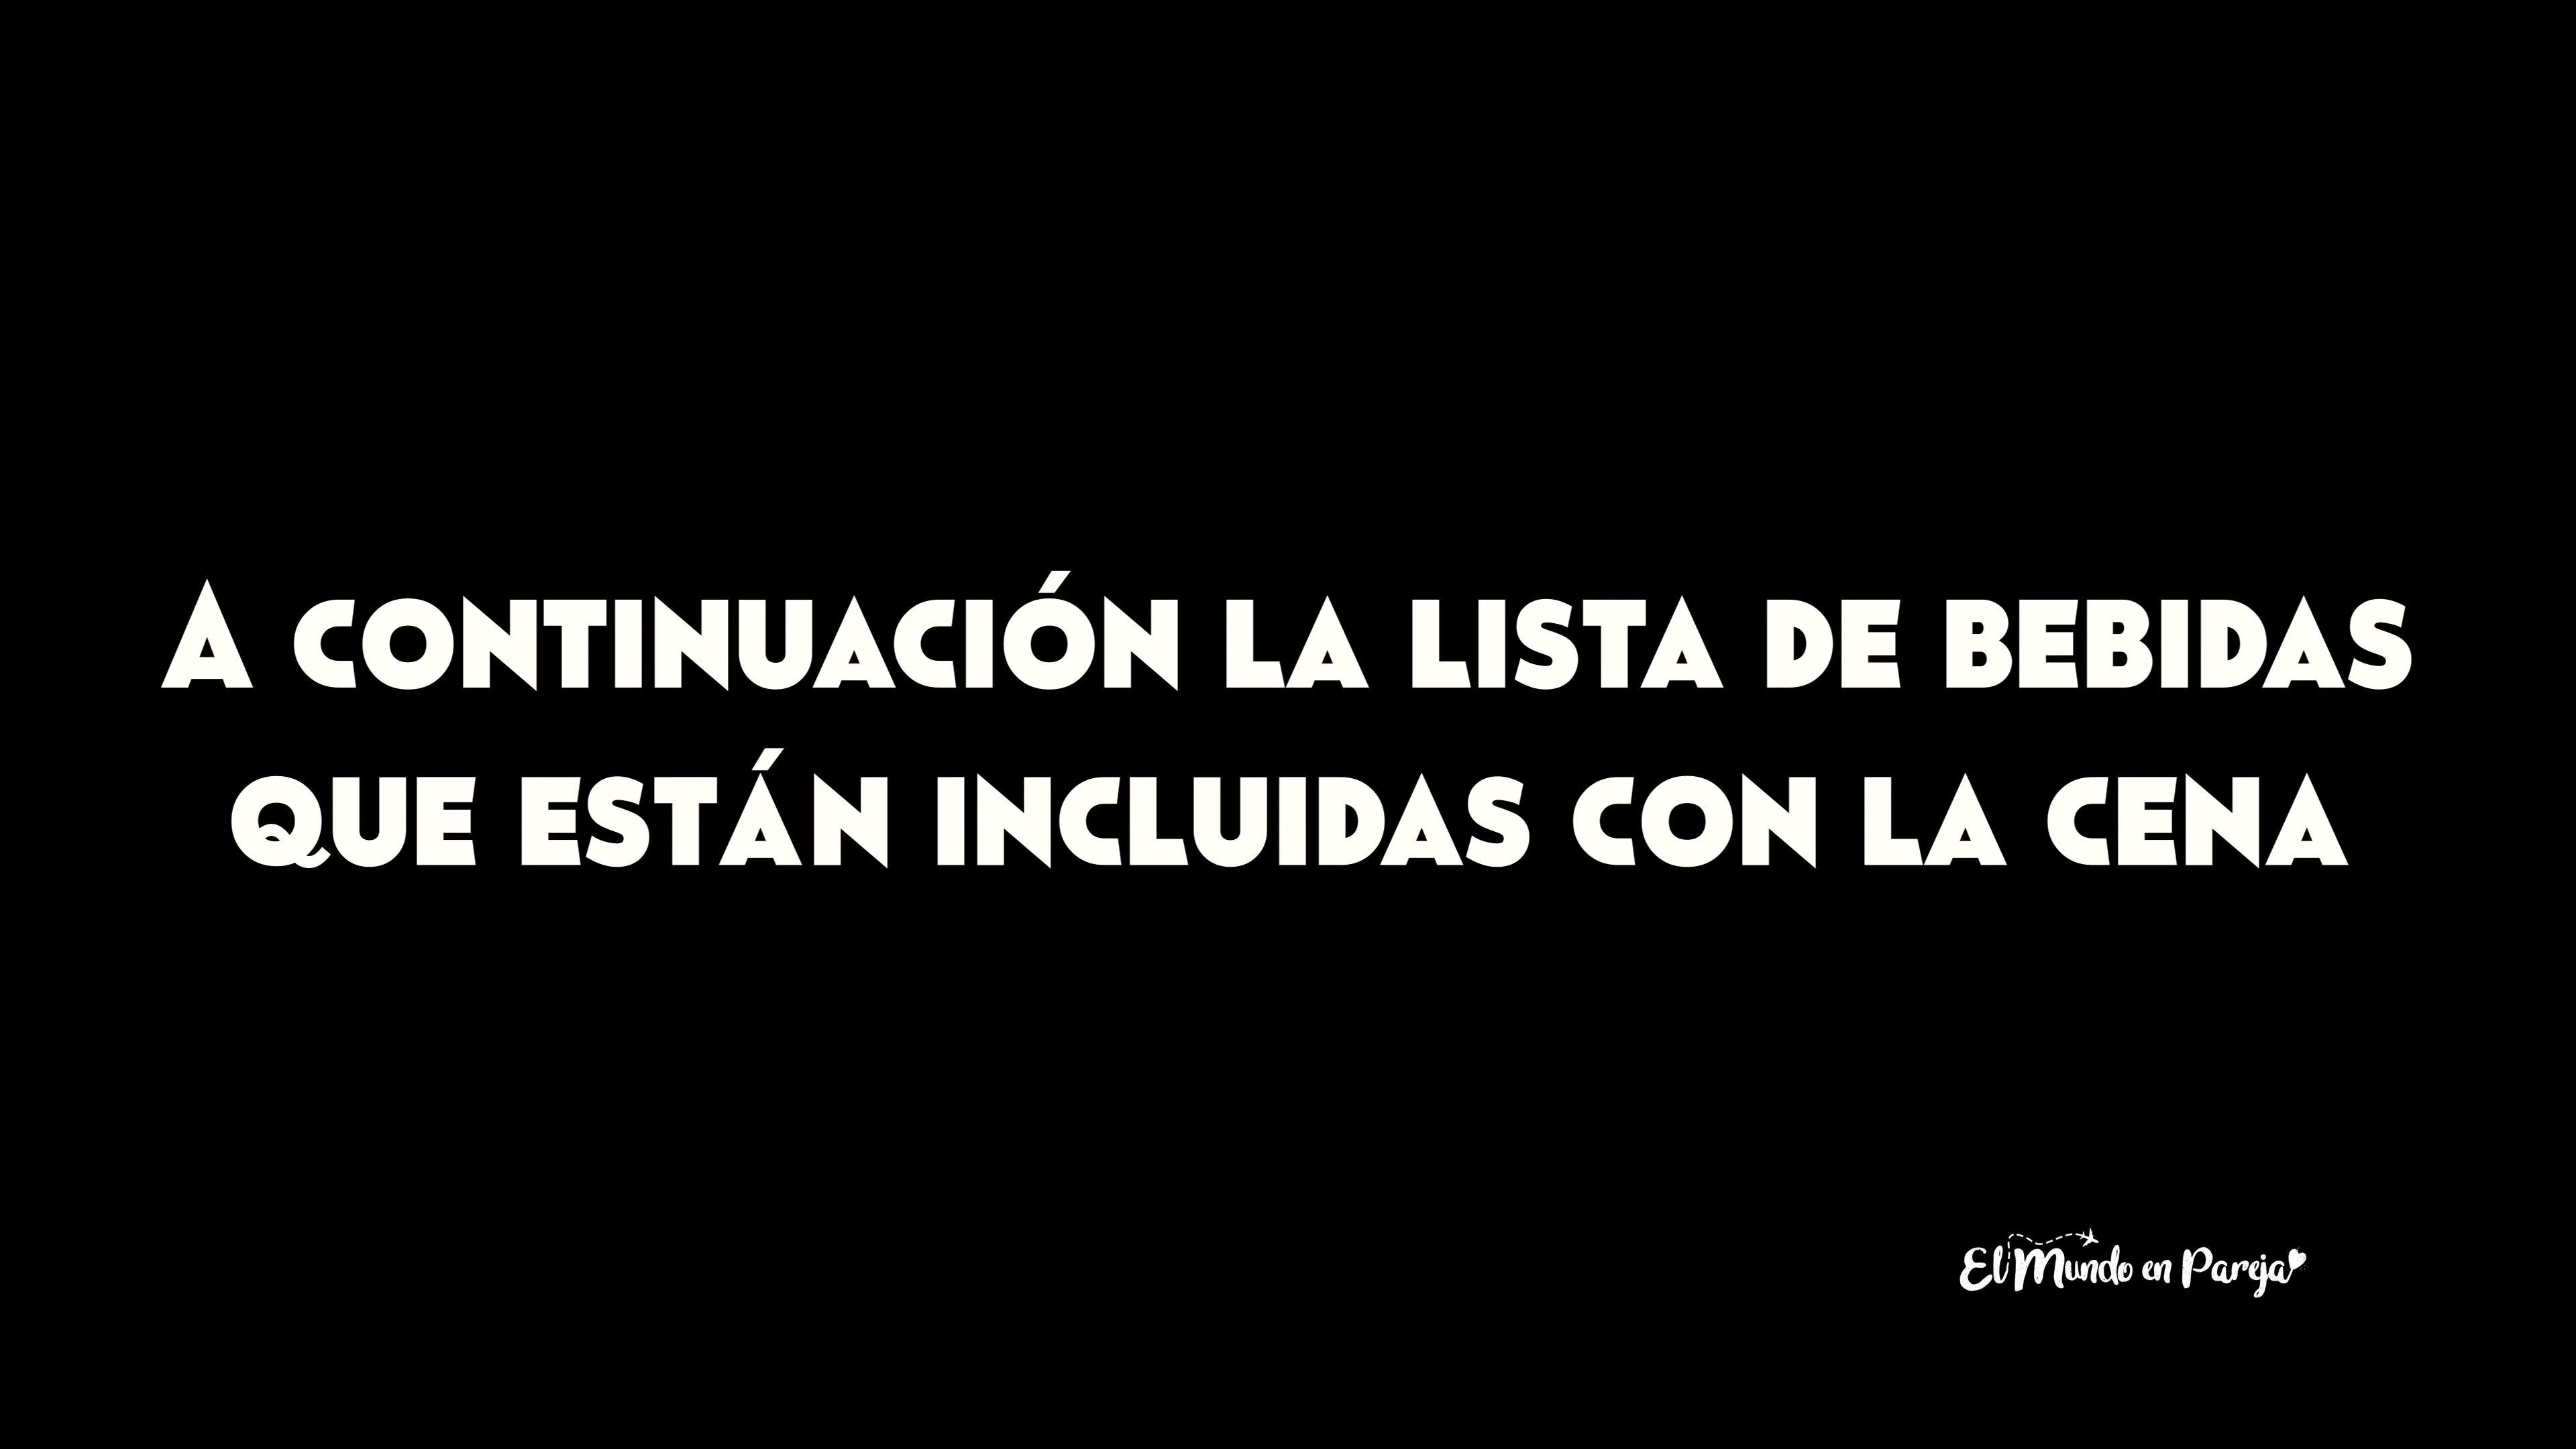 A CONTINUACIÓN LA LISTA DE BEBIDAS
QUE ESTÁN INCLUIDAS CON LA CENA
El Mundo en Pareja